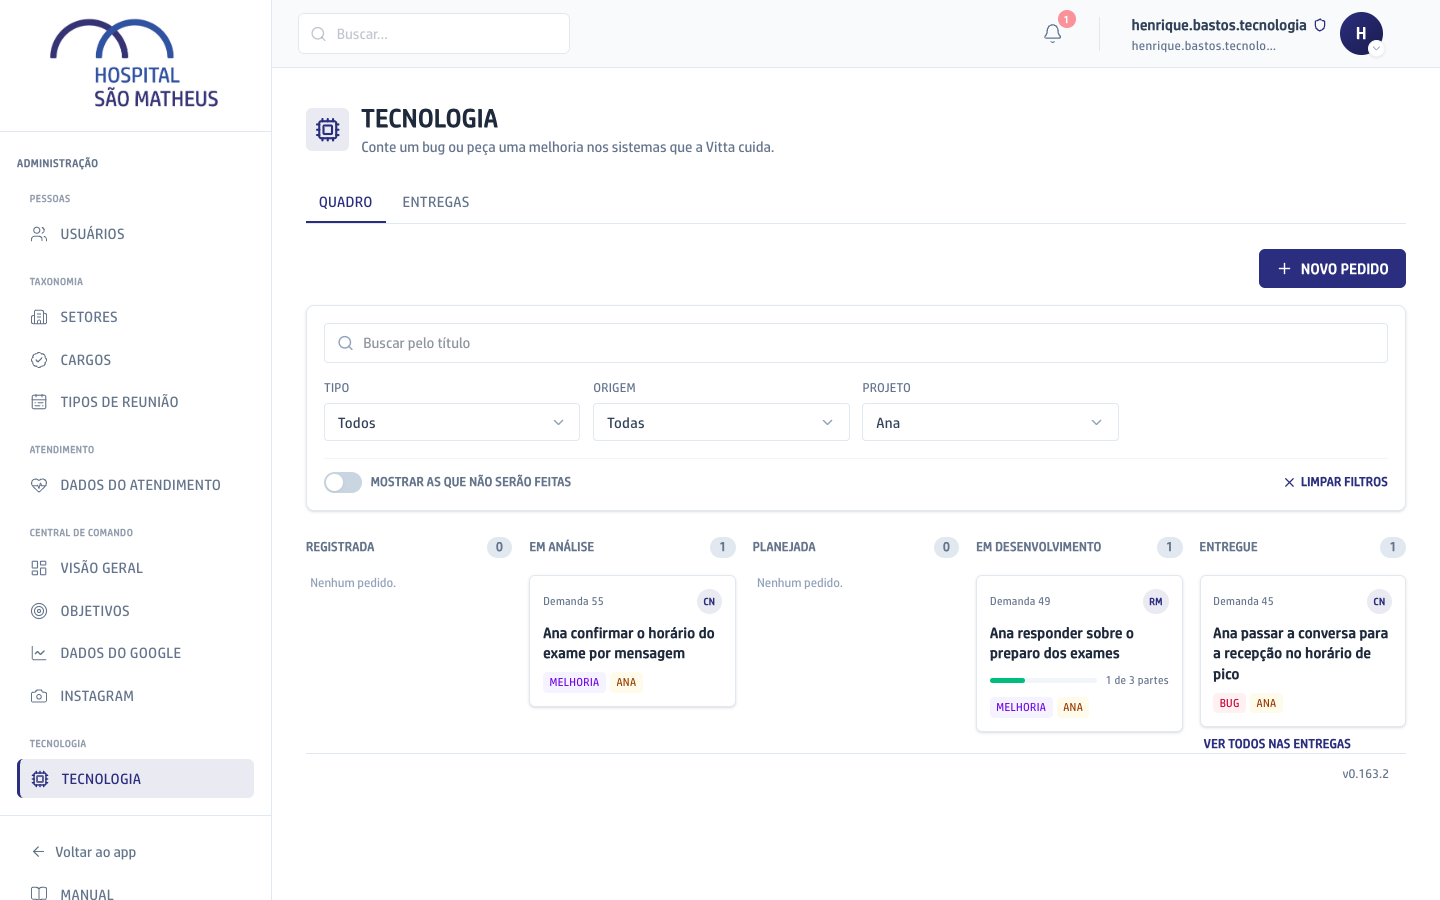 HOSPITAL
SÃO MATHEUS
Buscar...
1
henrique.bastos.tecnologia
henrique.bastos.tecnolo...
H
ADMINISTRAÇÃO
PESSOAS
USUÁRIOS
TAXONOMIA
SETORES
CARGOS
TIPOS DE REUNIÃO
ATENDIMENTO
DADOS DO ATENDIMENTO
CENTRAL DE COMANDO
VISÃO GERAL
OBJETIVOS
DADOS DO GOOGLE
INSTAGRAM
TECNOLOGIA
TECNOLOGIA
Voltar ao app
MANUAL
TECNOLOGIA
Conte um bug ou peça uma melhoria nos sistemas que a Vitta cuida.
QUADRO ENTREGAS
NOVO PEDIDO
Buscar pelo título
TIPO ORIGEM PROJETO
Todos Todas Ana
MOSTRAR AS QUE NÃO SERÃO FEITAS LIMPAR FILTROS
REGISTRADA 0
Nenhum pedido.
EM ANÁLISE 1
Demanda 55 CN
Ana confirmar o horário do
exame por mensagem
MELHORIA ANA
PLANEJADA 0
Nenhum pedido.
EM DESENVOLVIMENTO 1
Demanda 49 RM
Ana responder sobre o
preparo dos exames
1 de 3 partes
MELHORIA ANA
ENTREGUE 1
Demanda 45 CN
Ana passar a conversa para
a recepção no horário de
pico
BUG ANA
VER TODOS NAS ENTREGAS
v0.163.2